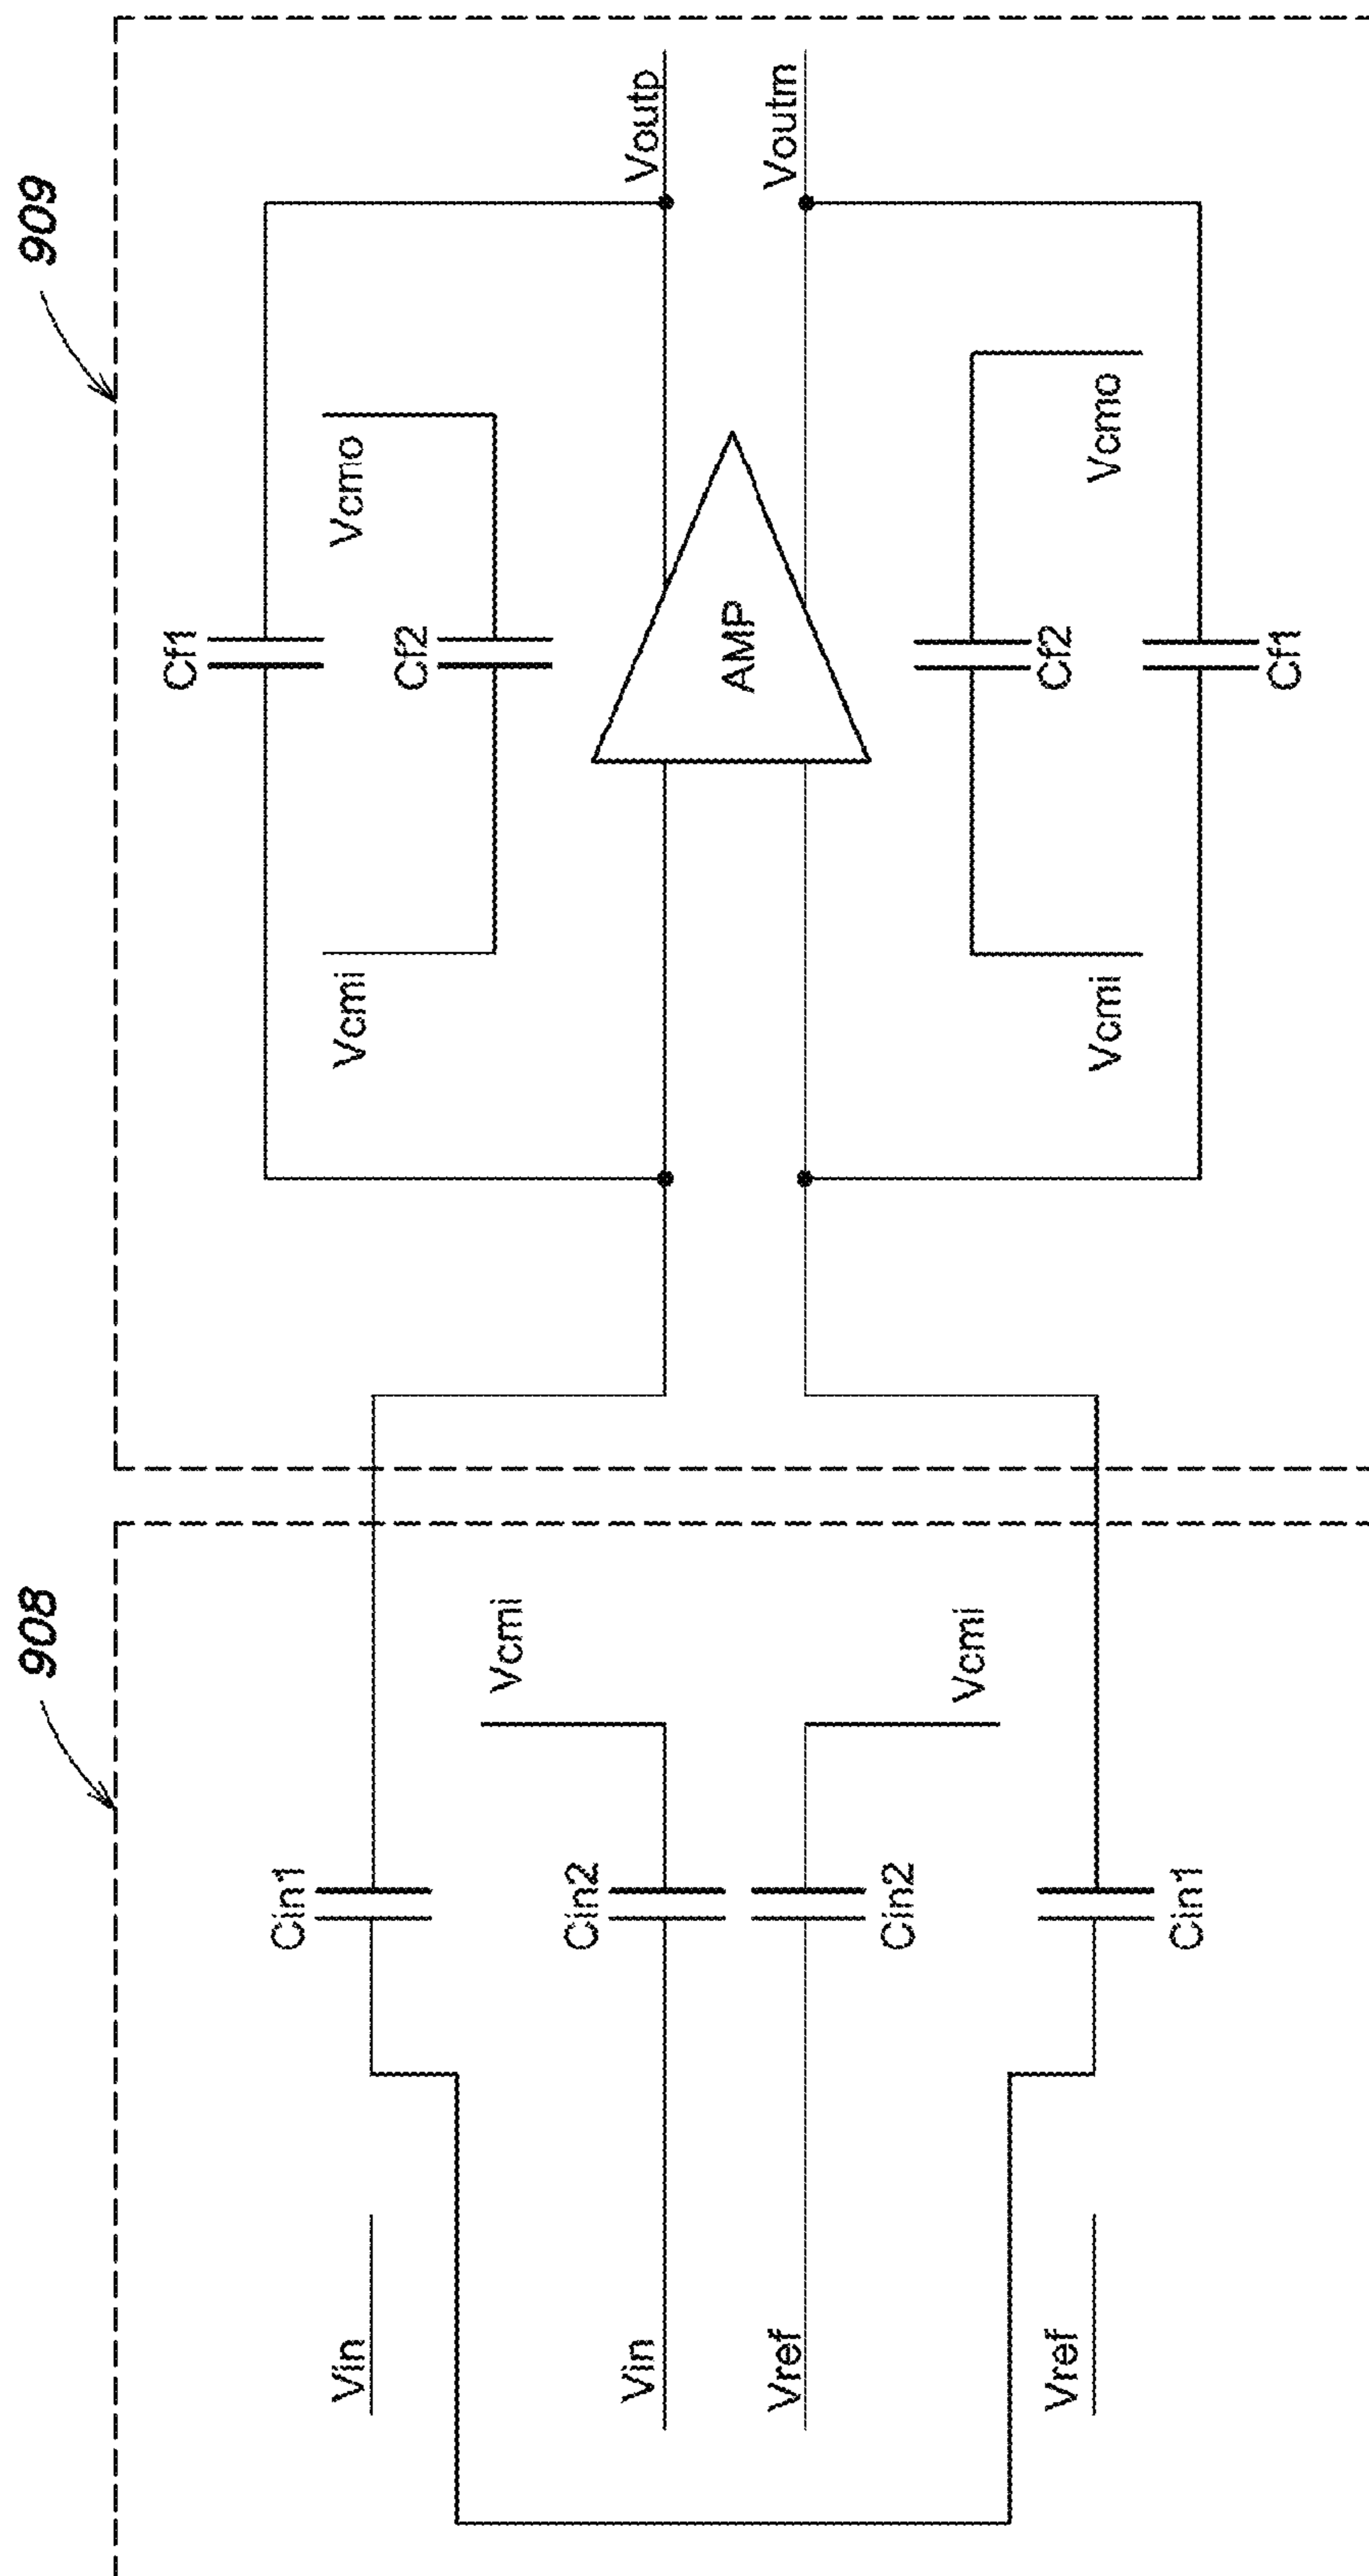 908
909
Vin
Vin
Vref
Vref
Cin1
Cin2
Cin2
Cin1
Vcmi
Vcmi
Cf1
Cf2
Vcmi
Vcmo
AMP
Cf2
Vcmi
Vcmo
Cf1
Voutp
Voutm